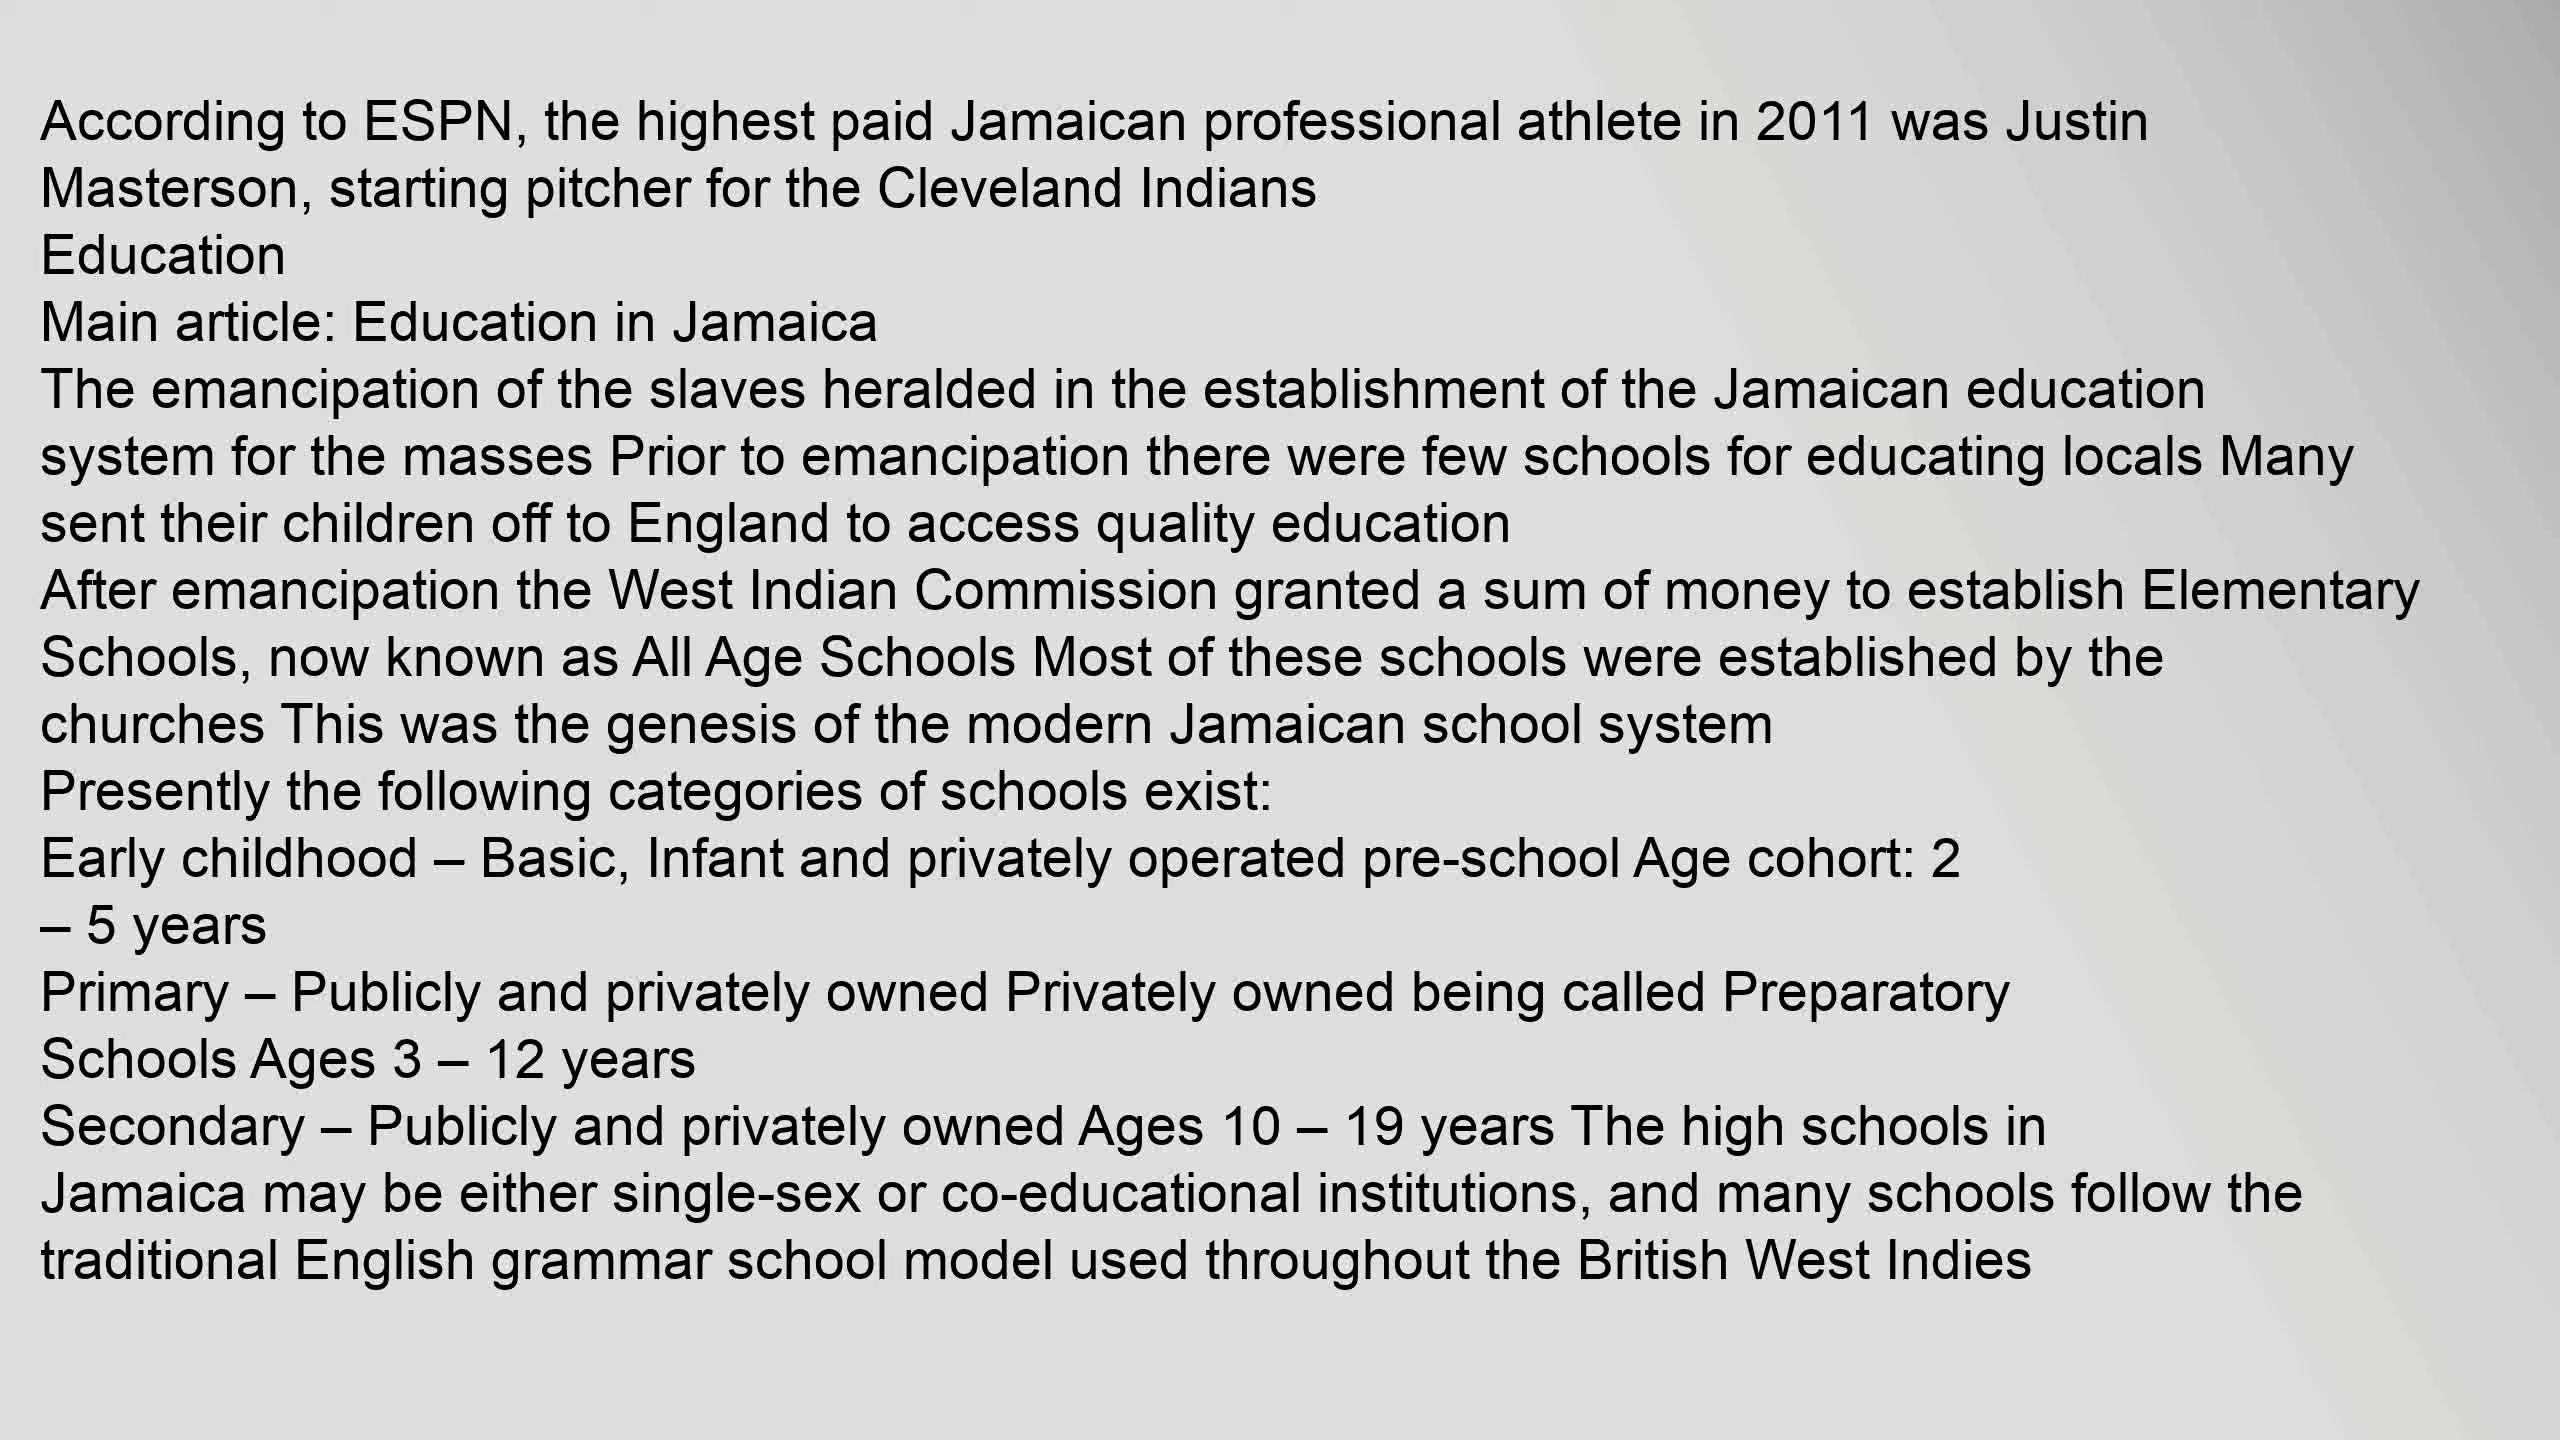 According to ESPN, the highest paid Jamaican professional athlete in 2011 was Justin
Masterson, starting pitcher for the Cleveland Indians
Education
Main article: Education in Jamaica
The emancipation of the slaves heralded in the establishment of the Jamaican education
system for the masses Prior to emancipation there were few schools for educating locals Many
sent their children off to England to access quality education
After emancipation the West Indian Commission granted a sum of money to establish Elementary
Schools, now known as All Age Schools Most of these schools were established by the
churches This was the genesis of the modern Jamaican school system
Presently the following categories of schools exist:
Early childhood – Basic, Infant and privately operated pre-school Age cohort: 2
– 5 years
Primary – Publicly and privately owned Privately owned being called Preparatory
Schools Ages 3 – 12 years
Secondary – Publicly and privately owned Ages 10 – 19 years The high schools in
Jamaica may be either single-sex or co-educational institutions, and many schools follow the
traditional English grammar school model used throughout the British West Indies